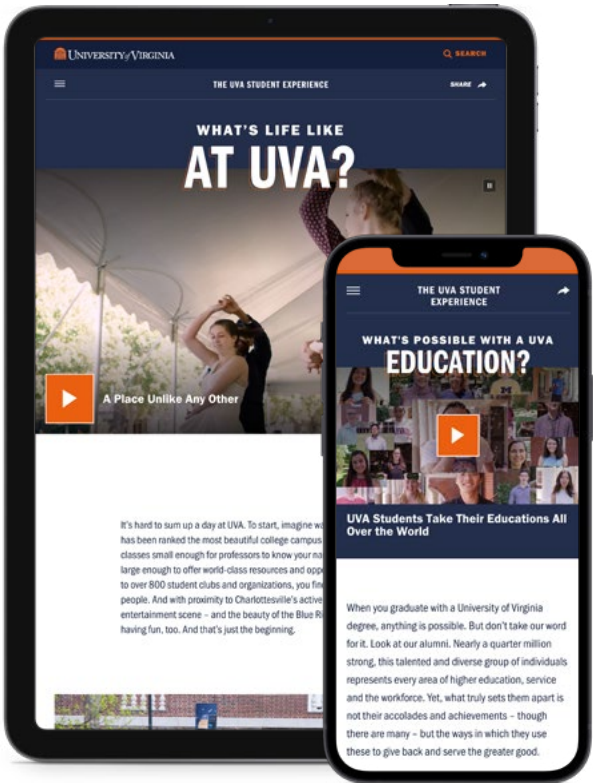 UNIVERSITY of VIRGINIA
SEARCH
THE UVA STUDENT EXPERIENCE
SHARE
WHAT'S LIFE LIKE
AT UVA?
A Place Unlike Any Other
It's hard to sum up a day at UVA. To start, imagine
has been ranked the most beautiful college campus
classes small enough for professors to know your
large enough to offer world-class resources and
to over 800 student clubs and organizations, you
people. And with proximity to Charlottesville's active
entertainment scene – and the beauty of the Blue
having fun, too. And that's just the beginning.
THE UVA STUDENT
EXPERIENCE
WHAT'S POSSIBLE WITH A UVA
EDUCATION?
M
UVA Students Take Their Educations All
Over the World
When you graduate with a University of Virginia
degree, anything is possible. But don't take our word
for it. Look at our alumni. Nearly a quarter million
strong, this talented and diverse group of individuals
represents every area of higher education, service
and the workforce. Yet, what truly sets them apart is
not their accolades and achievements – though
there are many – but the ways in which they use
these to give back and serve the greater good.